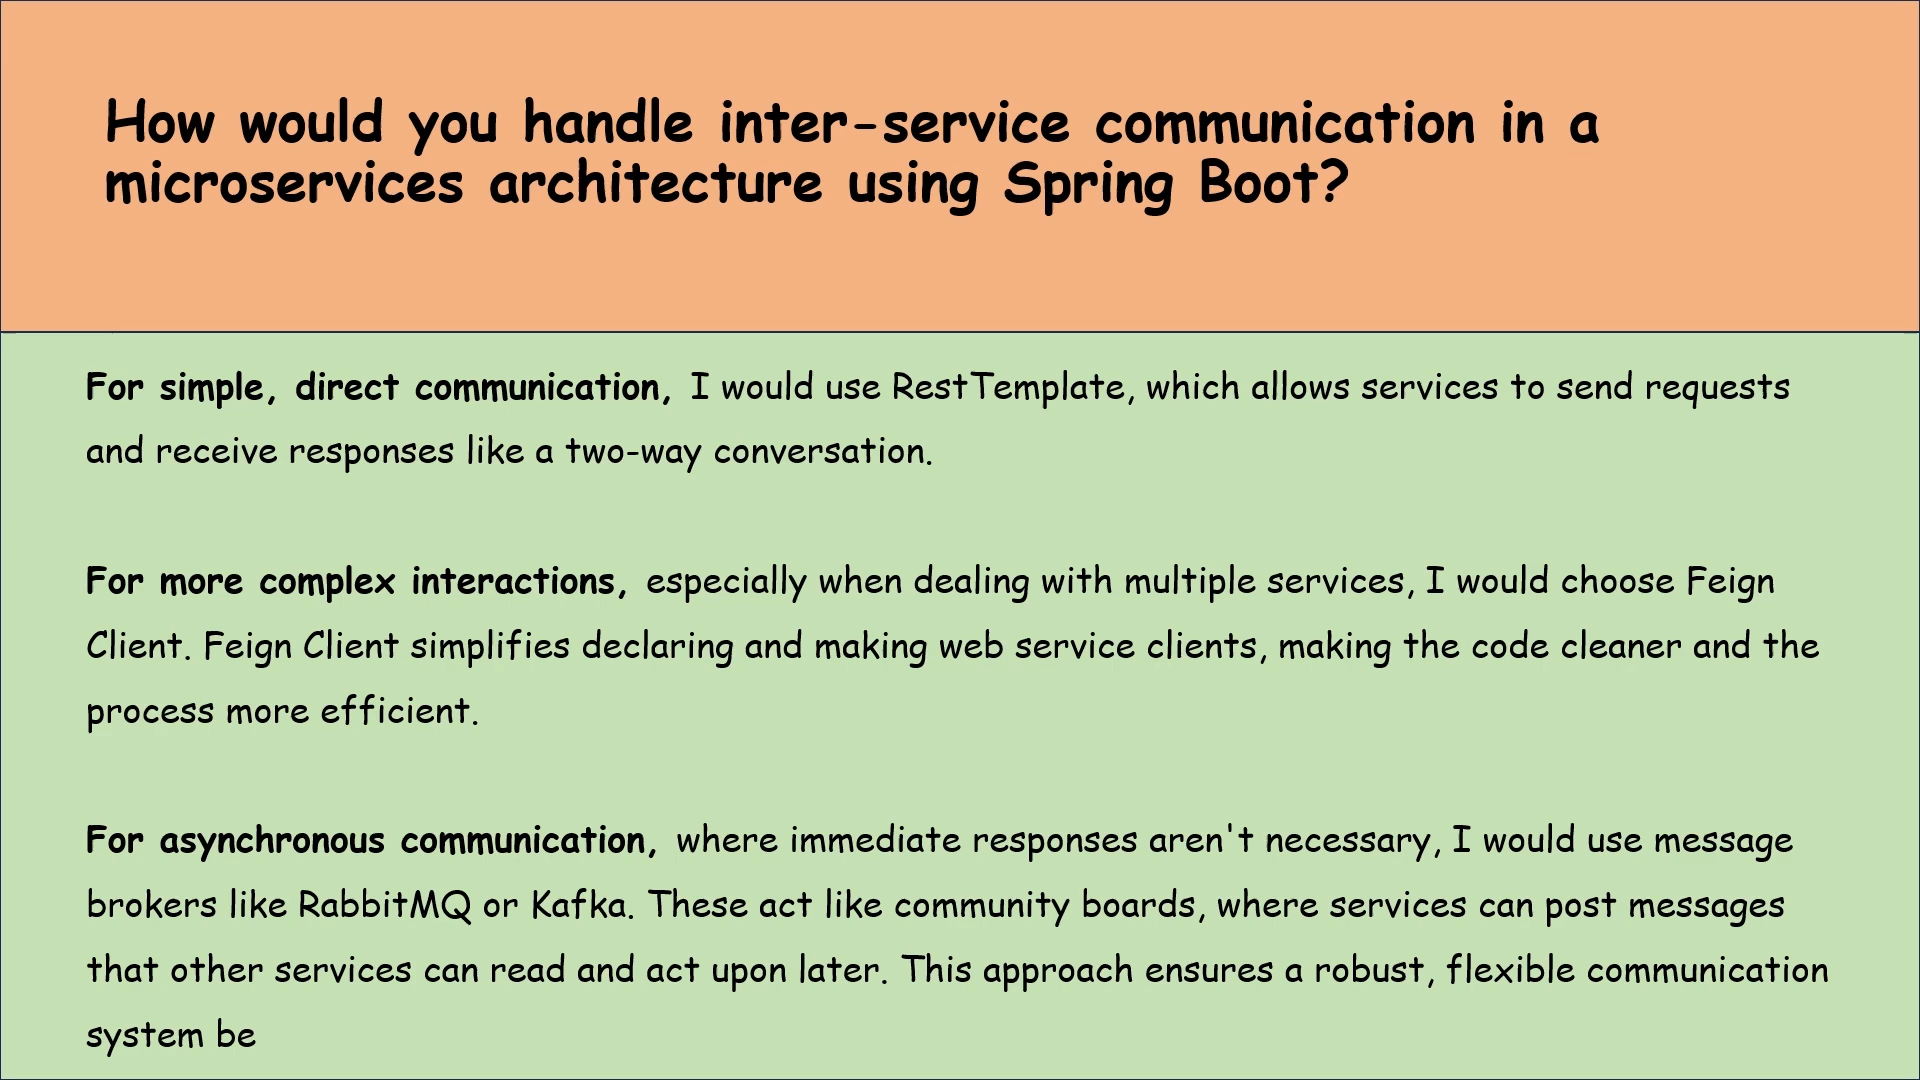 How would you handle inter-service communication in a
microservices architecture using Spring Boot?
For simple, direct communication, I would use RestTemplate, which allows services to send requests
and receive responses like a two-way conversation.
For more complex interactions, especially when dealing with multiple services, I would choose Feign
Client. Feign Client simplifies declaring and making web service clients, making the code cleaner and the
process more efficient.
For asynchronous communication, where immediate responses aren't necessary, I would use message
brokers like RabbitMQ or Kafka. These act like community boards, where services can post messages
that other services can read and act upon later. This approach ensures a robust, flexible communication
system be